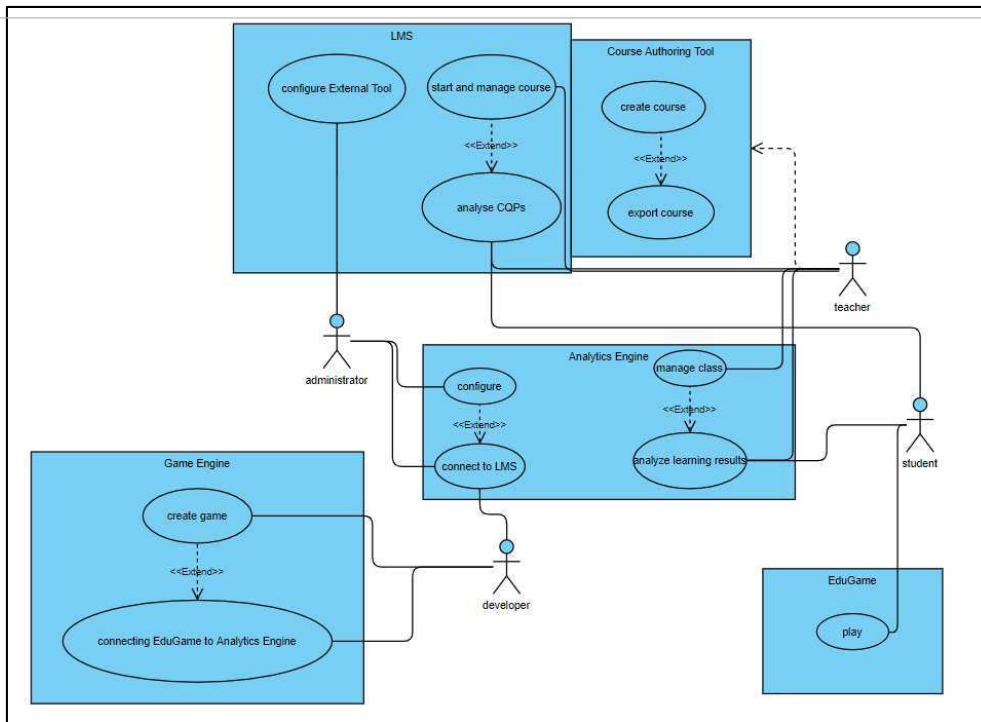 LMS
Course Authoring Tool
configure External Tool
start and manage course
create course
<<Extend>>
<<Extend>>
analyse CQPs
export course
teacher
administrator
Analytics Engine
manage class
configure
<<Extend>>
<<Extend>>
connect to LMS
analyze learning results
student
Game Engine
create game
<<Extend>>
connecting EduGame to Analytics Engine
developer
EduGame
play